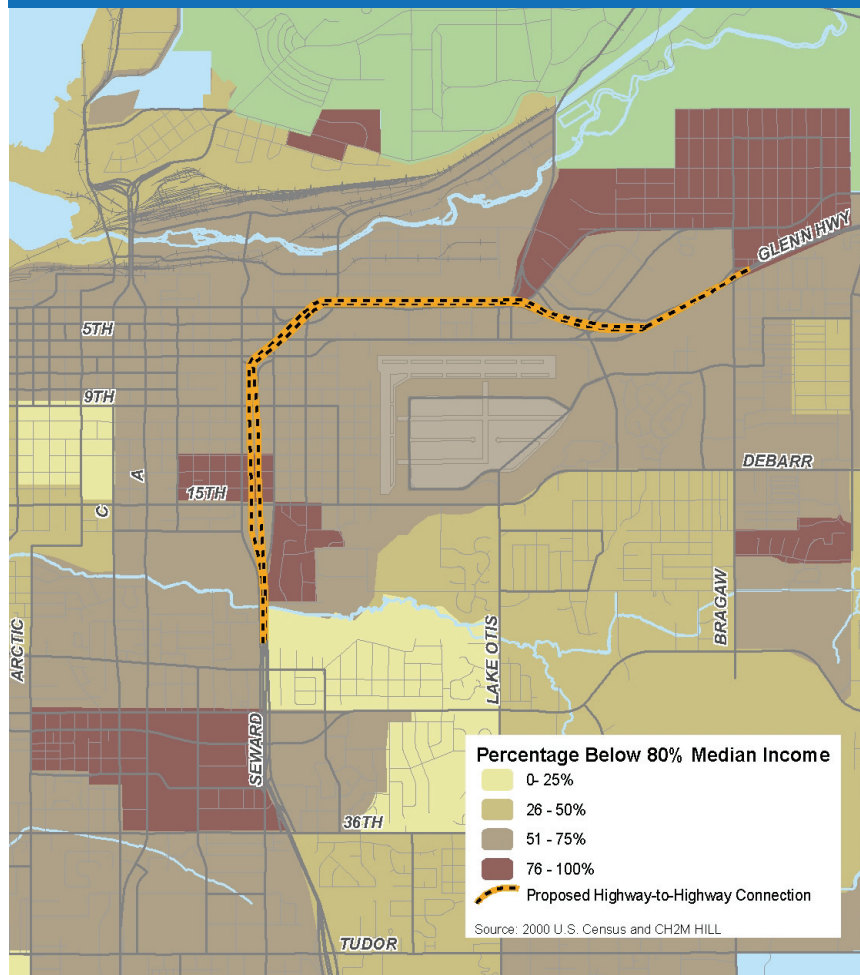 GLENN HWY
5TH
9TH
A
DEBARR
15TH
C
BRAGAW
ARCTIC
LAKE OTIS
SEWARD
36TH
TUDOR
Percentage Below 80% Median Income
0- 25%
26 - 50%
51 - 75%
76 - 100%
Proposed Highway-to-Highway Connection
Source: 2000 U.S. Census and CH2M HILL